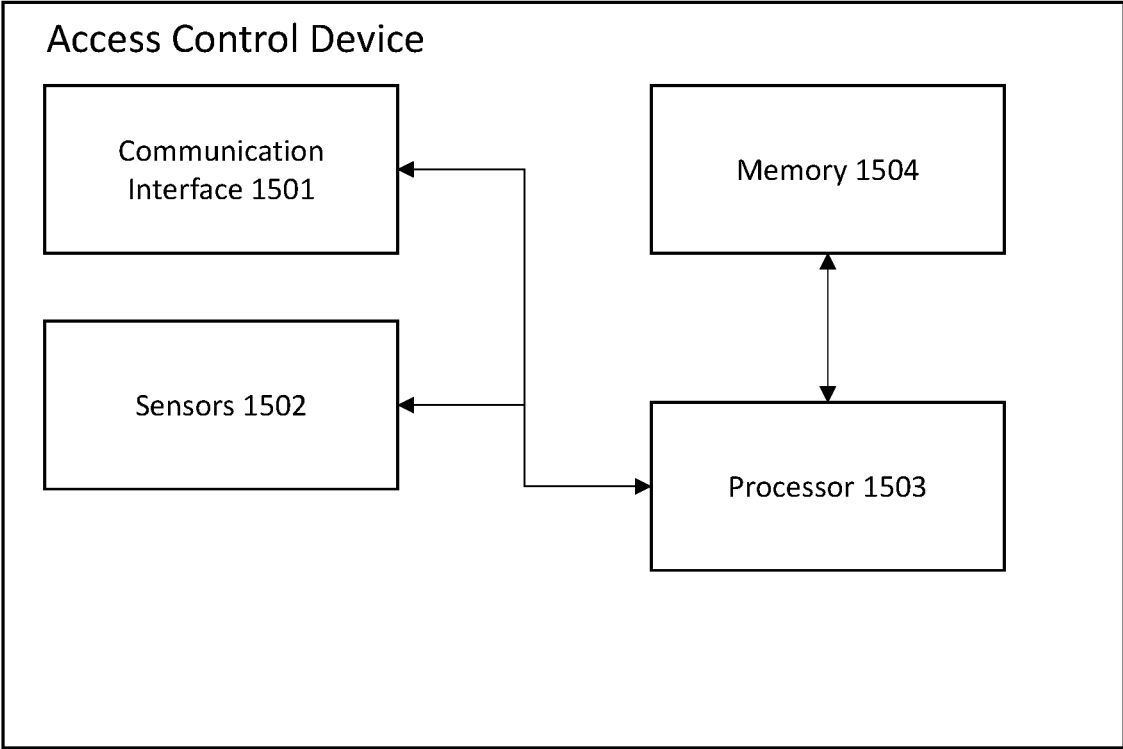 Access Control Device
Communication
Interface 1501
Memory 1504
Sensors 1502
Processor 1503